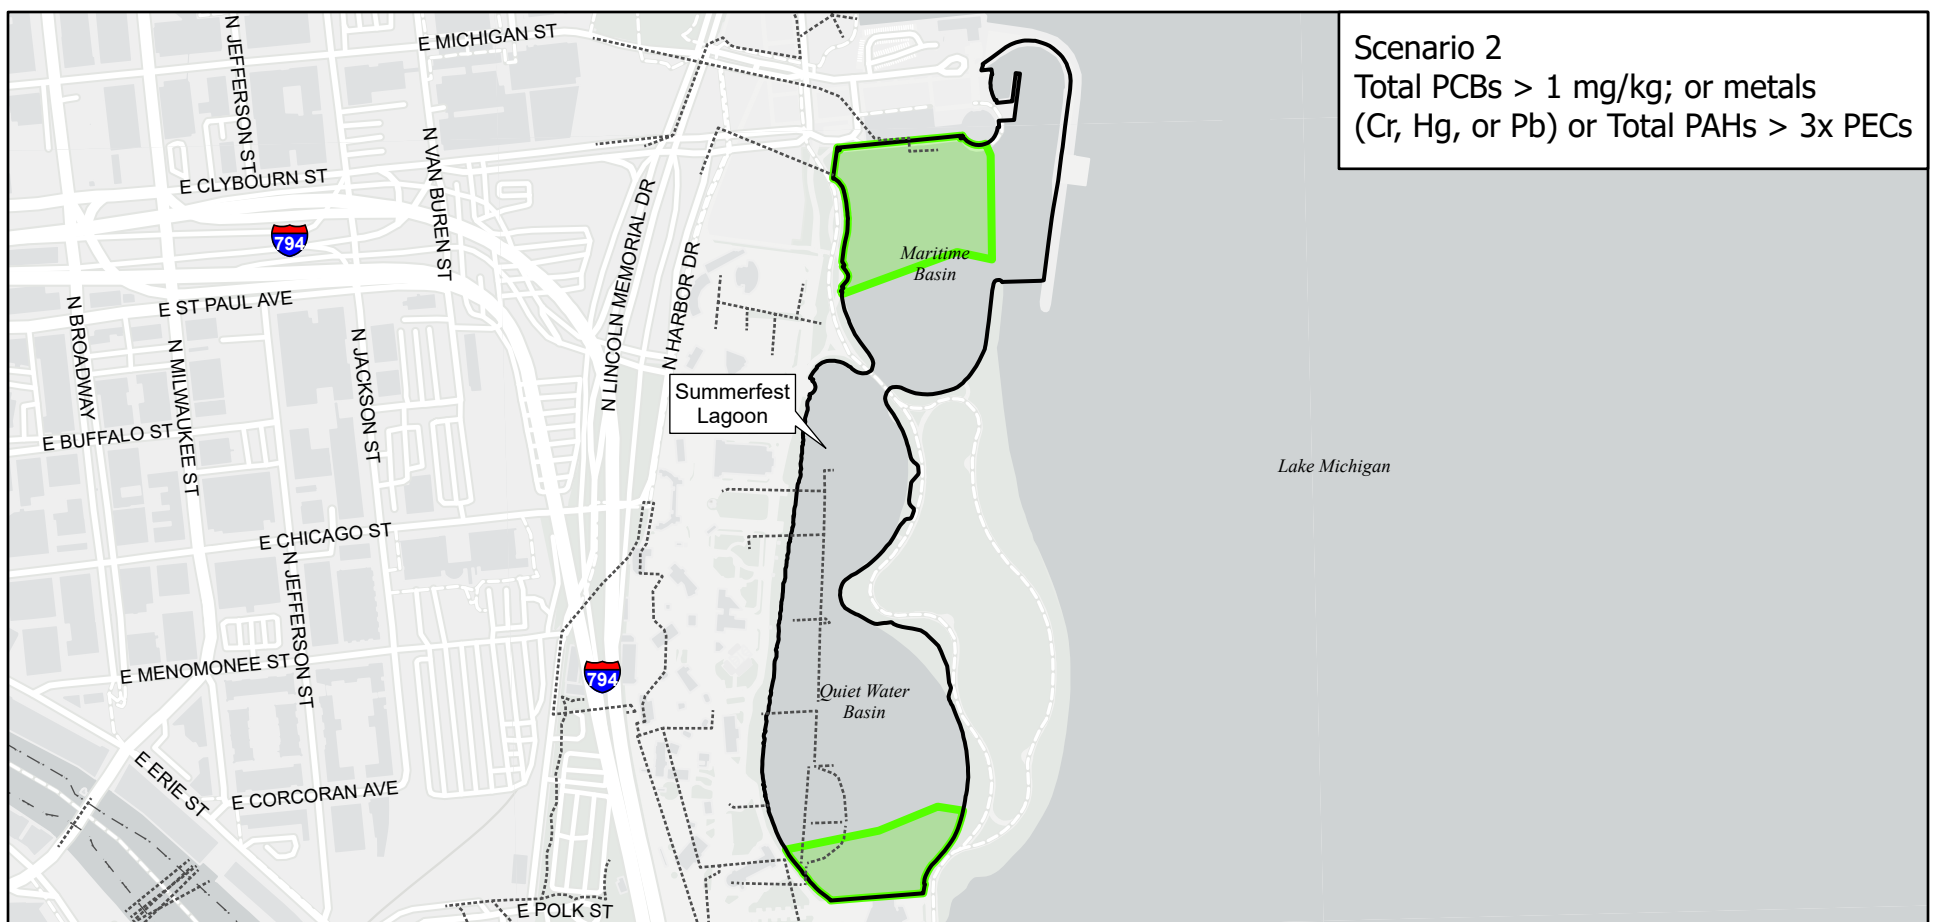 Scenario 2
Total PCBs > 1 mg/kg; or metals
(Cr, Hg, or Pb) or Total PAHs > 3x PECs
E MICHIGAN ST
N JEFFERSON ST
N VAN BUREN ST
E CLYBOURN ST
794
N LINCOLN MEMORIAL DR
N HARBOR DR
Maritime
Basin
E ST PAUL AVE
N BROADWAY
N MILWAUKEE ST
N JACKSON ST
Summerfest
Lagoon
E BUFFALO ST
Lake Michigan
E CHICAGO ST
N JEFFERSON ST
E MENOMONEE ST
794
Quiet Water
Basin
E ERIE ST
E CORCORAN AVE
E POLK ST